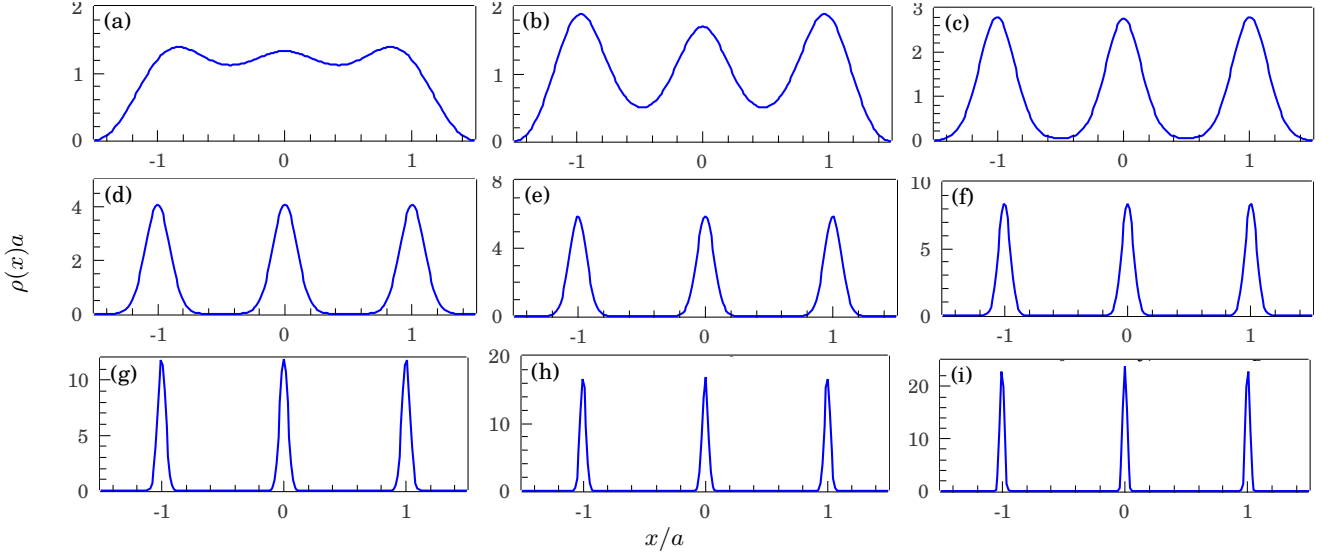 (a) (b) (c)
2 1 0 -1 0 1
2 1 0 -1 0 1
3 2 1 0 -1 0 1
(d) (e) (f)
4 2 0 -1 0 1
8 4 0 -1 0 1
10 5 0 -1 0 1
ρ(x)a
(g) (h) (i)
10 5 0 -1 0 1
20 10 0 -1 0 1
20 10 0 -1 0 1
x/a